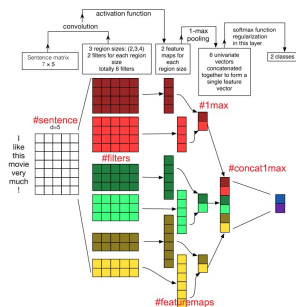 activation function
convolution
1-max
pooling
softmax function
regularization
in this layer
Sentence matrix
7 × 5
3 region sizes: (2,3,4)
2 filters for each region
size
totally 6 filters
2 feature
maps for
each
region size
6 univariate
vectors
concatenated
together to form
a single feature
vector
2 classes
#sentence
d=5
#1max
I
like
this
movie
very
much
!
#filters
#concat1max
#featuremaps